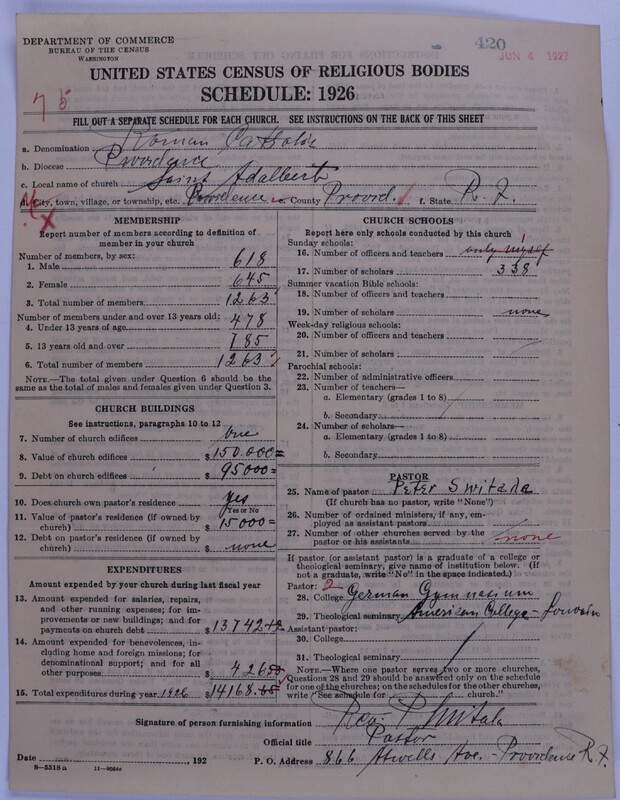 DEPARTMENT OF COMMERCE
BUREAU OF THE CENSUS
WASHINGTON
420
JUN 4 1927
UNITED STATES CENSUS OF RELIGIOUS BODIES
SCHEDULE: 1926
7 5
FILL OUT A SEPARATE SCHEDULE FOR EACH CHURCH. SEE INSTRUCTIONS ON THE BACK OF THIS SHEET
a. Denomination Roman Catholic
b. Diocese Providence
c. Local name of church Saint Adalbert
d. City, town, village, or township, etc. Providence e. County Provid. f. State R. I.
MEMBERSHIP
Report number of members according to definition of
member in your church
Number of members, by sex:
1. Male 618
2. Female 645
3. Total number of members 1263
Number of members under and over 13 years old:
4. Under 13 years of age 478
5. 13 years old and over 785
6. Total number of members 1263
NOTE.—The total given under Question 6 should be
the same as the total of males and females given under Question 3.
CHURCH BUILDINGS
See instructions, paragraphs 10 to 12
7. Number of church edifices one
8. Value of church edifices $150.000=
9. Debt on church edifices $95000=
10. Does church own pastor's residence yes
Yes or No
11. Value of pastor's residence (if owned by
church) $15000=
12. Debt on pastor's residence (if owned by
church) $ none
EXPENDITURES
Amount expended by your church during last fiscal year
13. Amount expended for salaries, repairs,
and other running expenses; for im-
provements or new buildings; and for
payments on church debt $13742
14. Amount expended for benevolences, in-
cluding home and foreign missions; for
denominational support; and for all
other purposes $426
15. Total expenditures during year 1926 $14168.
CHURCH SCHOOLS
Report here only schools conducted by this church
Sunday schools:
16. Number of officers and teachers only myself 1
17. Number of scholars 338
Summer vacation Bible schools:
18. Number of officers and teachers
19. Number of scholars none
Week-day religious schools:
20. Number of officers and teachers
21. Number of scholars
Parochial schools:
22. Number of administrative officers
23. Number of teachers—
a. Elementary (grades 1 to 8)
b. Secondary
24. Number of scholars—
a. Elementary (grades 1 to 8)
b. Secondary
PASTOR
25. Name of pastor Peter Switala
(If church has no pastor, write "None")
26. Number of ordained ministers, if any, em-
ployed as assistant pastors
27. Number of other churches served by the
pastor or his assistants none
If pastor (or assistant pastor) is a graduate of a college or
theological seminary, give name of institution below. (If
not a graduate, write "No" in the space indicated.)
Pastor: 2
28. College German Gymnasium
29. Theological seminary American College - Louvain
Assistant pastor:
30. College
31. Theological seminary
NOTE.—Where one pastor serves two or more churches,
Questions 28 and 29 should be answered only on the schedule
for one of the churches; on the schedules for the other churches,
write "See schedule for church."
Signature of person furnishing information Rev. P. Switala
Official title Pastor
Date , 192 P. O. Address 866 Atwells Ave. - Providence R. I.
8—5318a 11—9034c